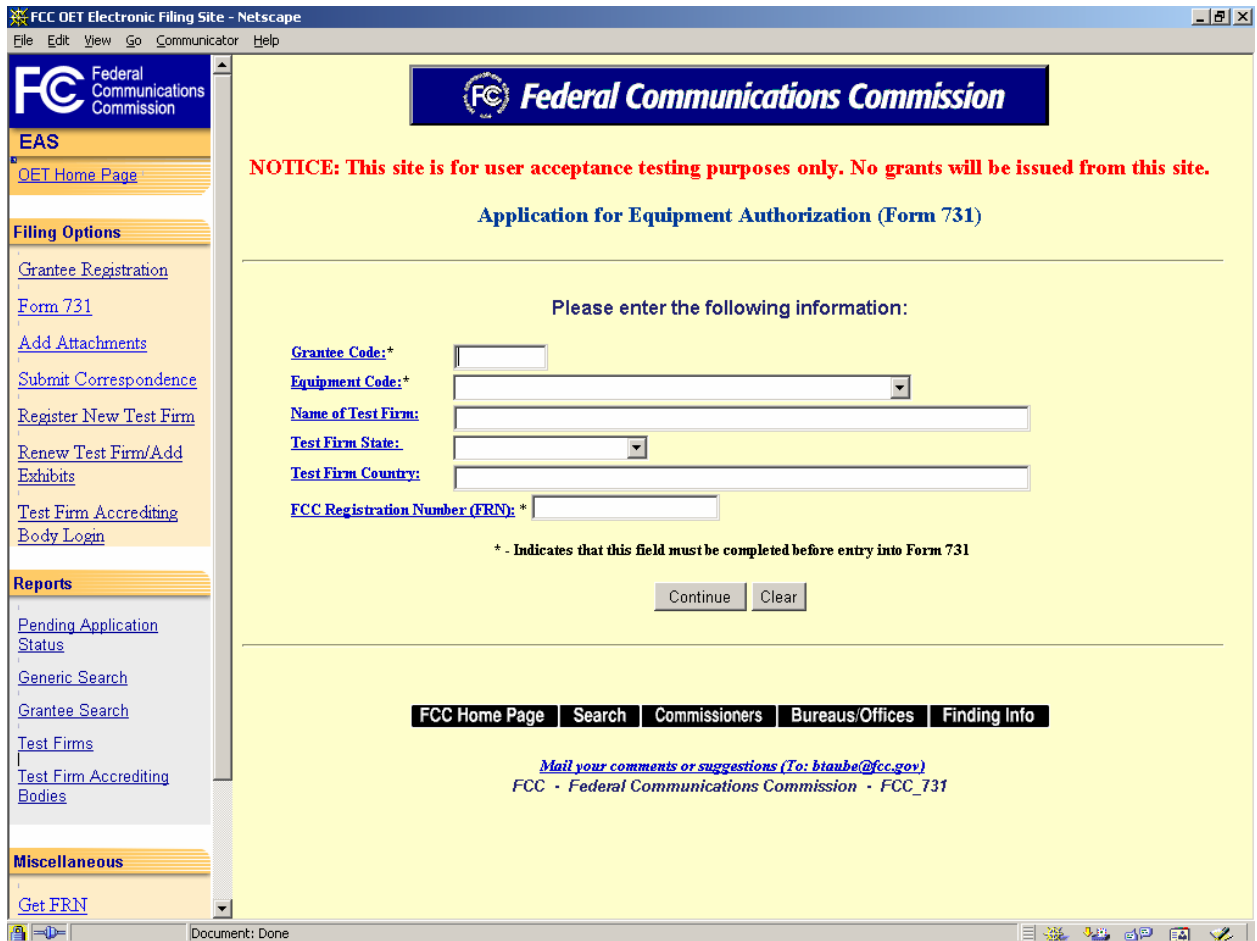 FCC OET Electronic Filing Site - Netscape
File Edit View Go Communicator Help
FCC Federal
Communications
Commission
EAS
OET Home Page
Filing Options
Grantee Registration
Form 731
Add Attachments
Submit Correspondence
Register New Test Firm
Renew Test Firm/Add
Exhibits
Test Firm Accrediting
Body Login
Reports
Pending Application
Status
Generic Search
Grantee Search
Test Firms
Test Firm Accrediting
Bodies
Miscellaneous
Get FRN
FCC Federal Communications Commission
NOTICE: This site is for user acceptance testing purposes only. No grants will be issued from this site.
Application for Equipment Authorization (Form 731)
Please enter the following information:
Grantee Code:*
Equipment Code:*
Name of Test Firm:
Test Firm State:
Test Firm Country:
FCC Registration Number (FRN): *
* - Indicates that this field must be completed before entry into Form 731
Continue Clear
FCC Home Page Search Commissioners Bureaus/Offices Finding Info
Mail your comments or suggestions (To: btaube@fcc.gov)
FCC - Federal Communications Commission - FCC_731
Document: Done